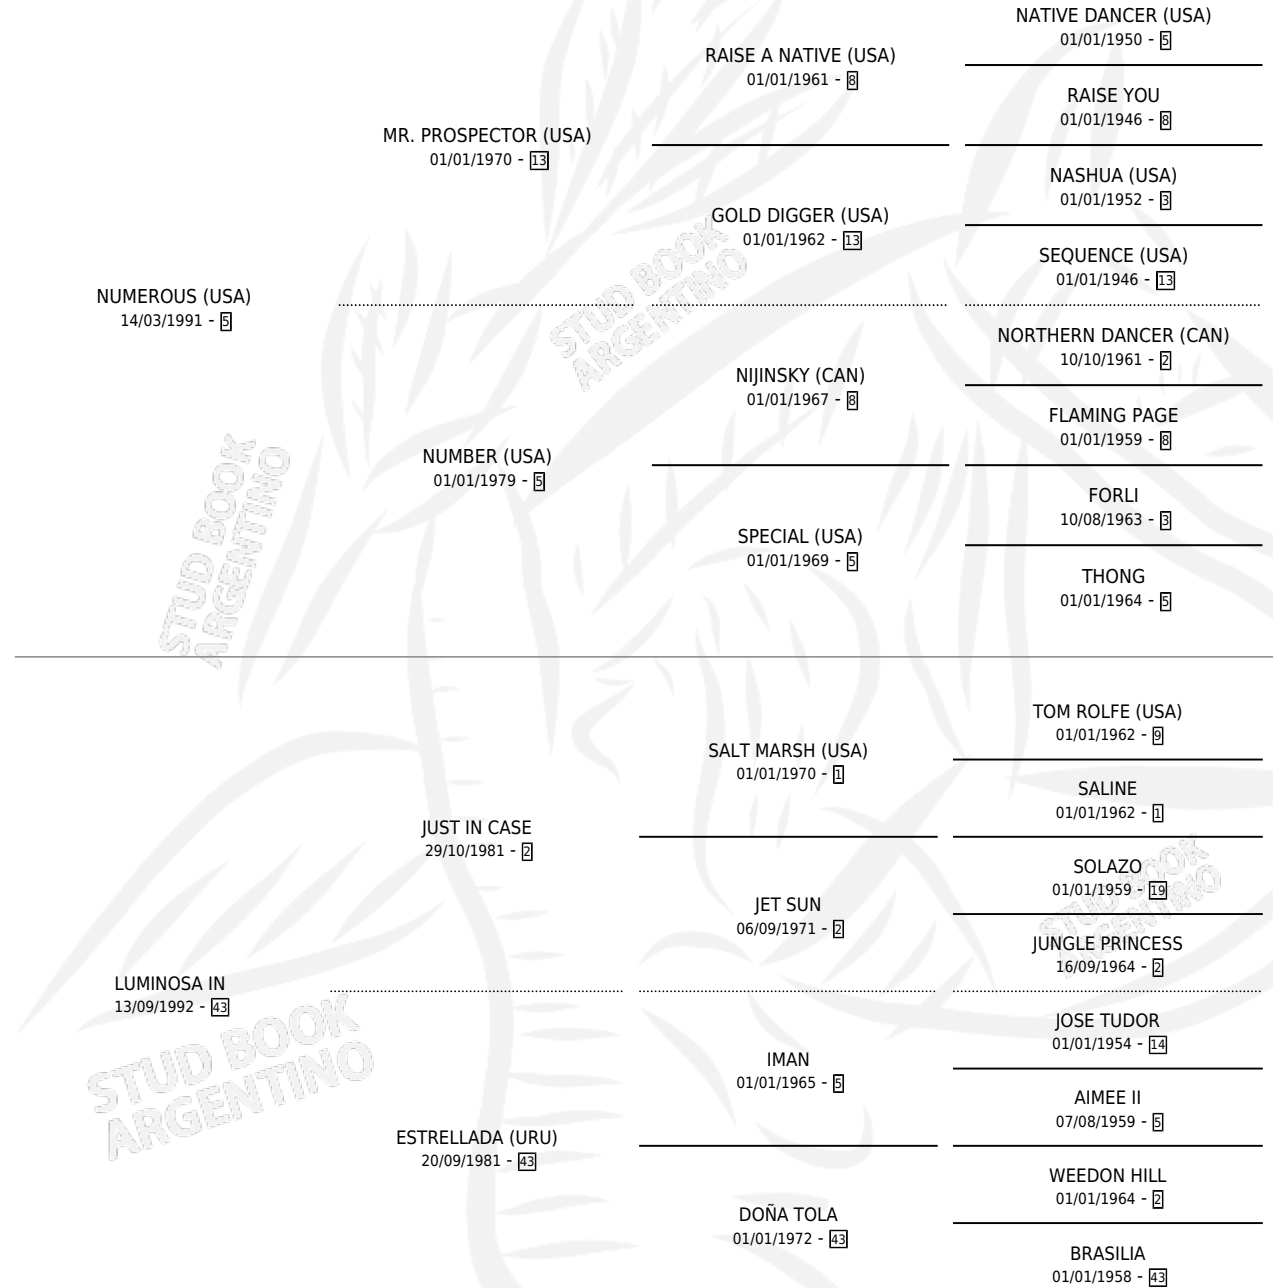 NATIVE DANCER (USA)
01/01/1950 - 5
RAISE A NATIVE (USA)
01/01/1961 - 8
RAISE YOU
01/01/1946 - 8
MR. PROSPECTOR (USA)
01/01/1970 - 13
NASHUA (USA)
01/01/1952 - 3
GOLD DIGGER (USA)
01/01/1962 - 13
SEQUENCE (USA)
01/01/1946 - 13
NUMEROUS (USA)
14/03/1991 - 5
STUD BOOK
ARGENTINO
NORTHERN DANCER (CAN)
10/10/1961 - 2
NIJINSKY (CAN)
01/01/1967 - 8
FLAMING PAGE
01/01/1959 - 8
NUMBER (USA)
01/01/1979 - 5
FORLI
10/08/1963 - 3
SPECIAL (USA)
01/01/1969 - 5
THONG
01/01/1964 - 5
STUD BOOK
ARGENTINO
TOM ROLFE (USA)
01/01/1962 - 9
SALT MARSH (USA)
01/01/1970 - 1
SALINE
01/01/1962 - 1
JUST IN CASE
29/10/1981 - 2
SOLAZO
01/01/1959 - 19
JET SUN
06/09/1971 - 2
JUNGLE PRINCESS
16/09/1964 - 2
STUD BOOK
ARGENTINO
LUMINOSA IN
13/09/1992 - 43
JOSE TUDOR
01/01/1954 - 14
IMAN
01/01/1965 - 5
AIMEE II
07/08/1959 - 5
STUD BOOK
ARGENTINO
ESTRELLADA (URU)
20/09/1981 - 43
WEEDON HILL
01/01/1964 - 2
DOÑA TOLA
01/01/1972 - 43
BRASILIA
01/01/1958 - 43